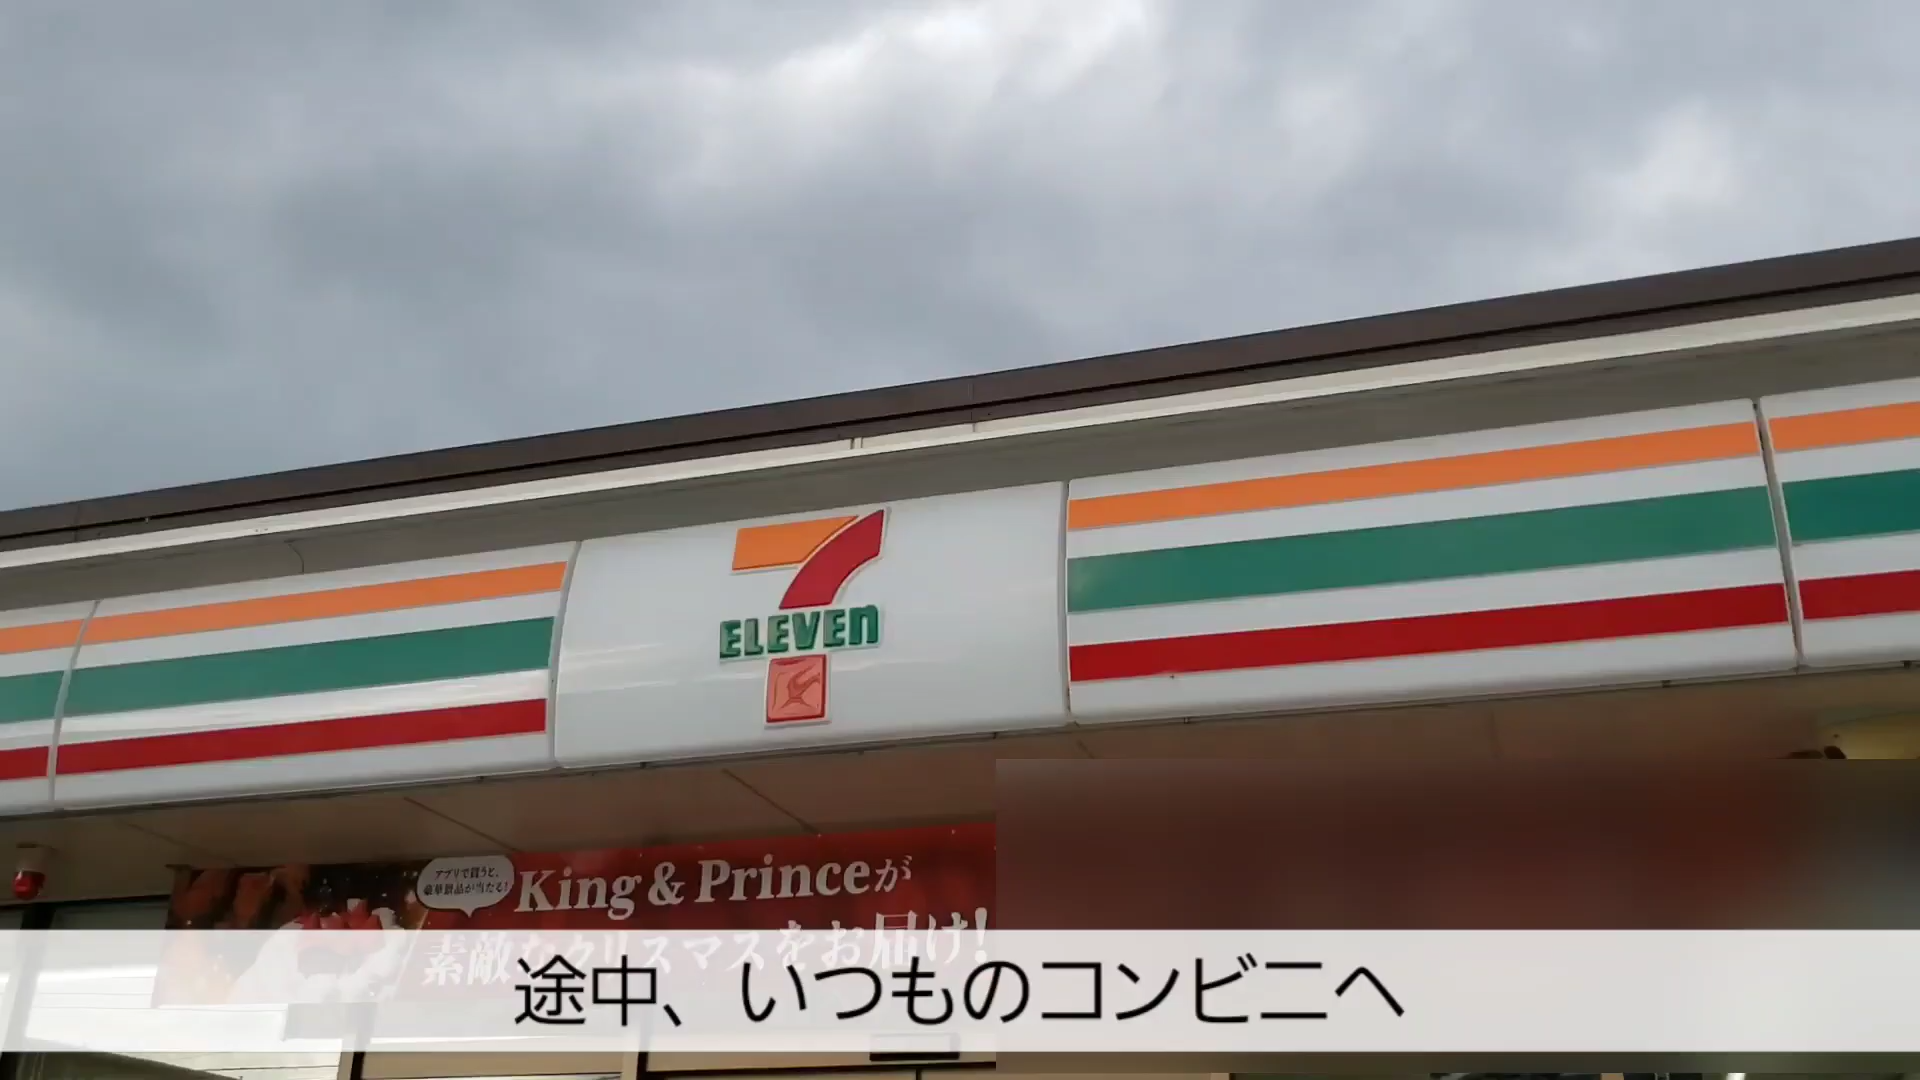 7
ELEVEn
アプリで買うと、
豪華景品が当たる!
King & Princeが
素敵なクリスマスをお届け!
途中、いつものコンビニへ